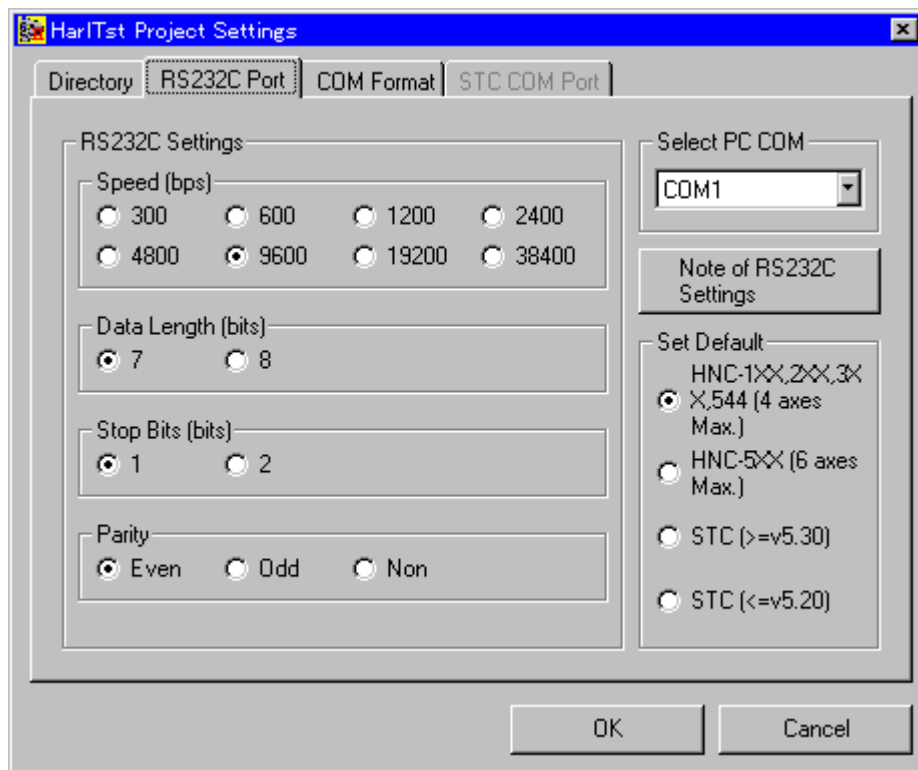 HarITst Project Settings
Directory
RS232C Port
COM Format
STC COM Port
RS232C Settings
Speed (bps)
300 600 1200 2400
4800 9600 19200 38400
Data Length (bits)
7 8
Stop Bits (bits)
1 2
Parity
Even Odd Non
Select PC COM
COM1
Note of RS232C
Settings
Set Default
HNC-1XX,2XX,3X
X,544 (4 axes
Max.)
HNC-5XX (6 axes
Max.)
STC (>=v5.30)
STC (<=v5.20)
OK
Cancel